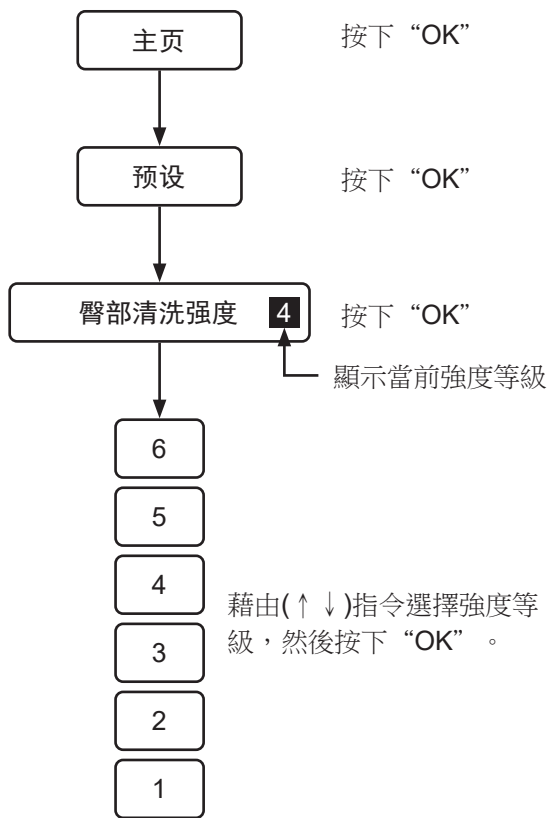 主页
按下“OK”
预设
按下“OK”
臀部清洗强度 4
按下“OK”
顯示當前強度等級
6
5
4
藉由(↑↓)指令選擇強度等
級，然後按下“OK”。
3
2
1